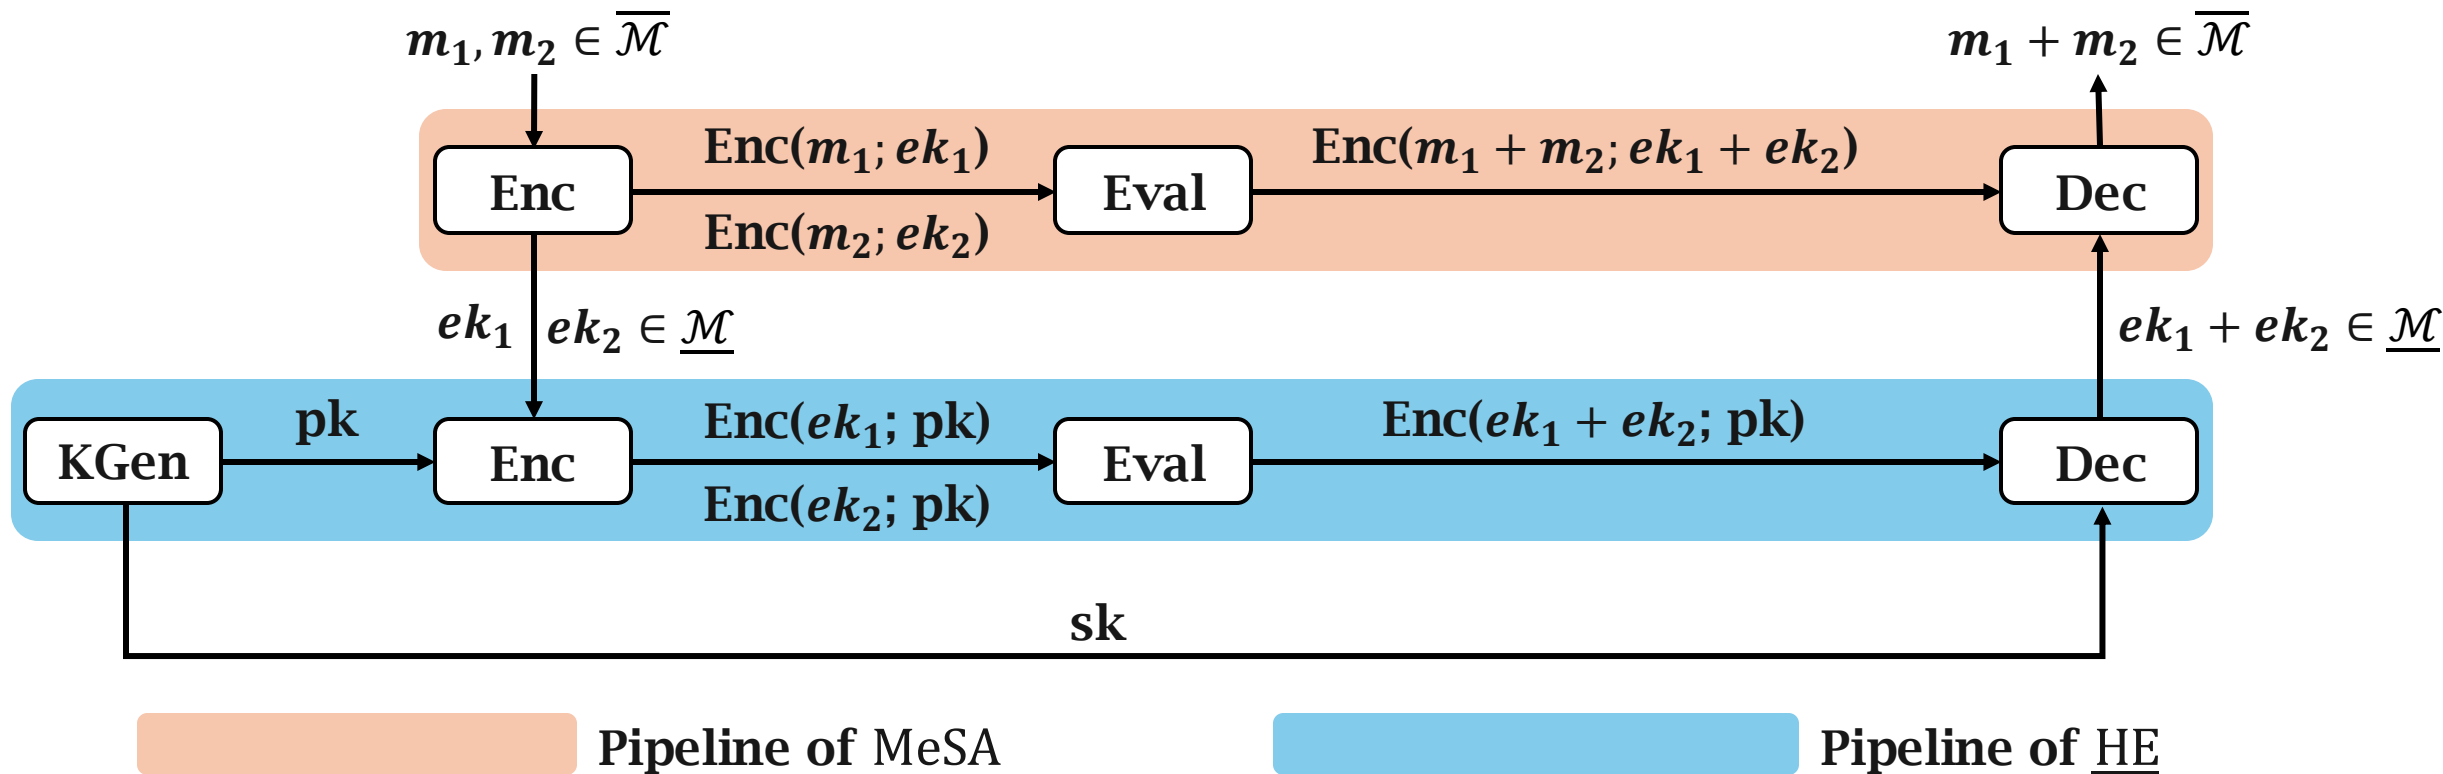 m₁, m₂ ∈ ℳ̅
m₁ + m₂ ∈ ℳ̅
Enc(m₁; ek₁)
Enc(m₁ + m₂; ek₁ + ek₂)
Enc
Eval
Dec
Enc(m₂; ek₂)
ek₁
ek₂ ∈ ℳ̲
ek₁ + ek₂ ∈ ℳ̲
pk
Enc(ek₁; pk)
Enc(ek₁ + ek₂; pk)
KGen
Enc
Eval
Dec
Enc(ek₂; pk)
sk
Pipeline of MeSA
Pipeline of H̲E̲